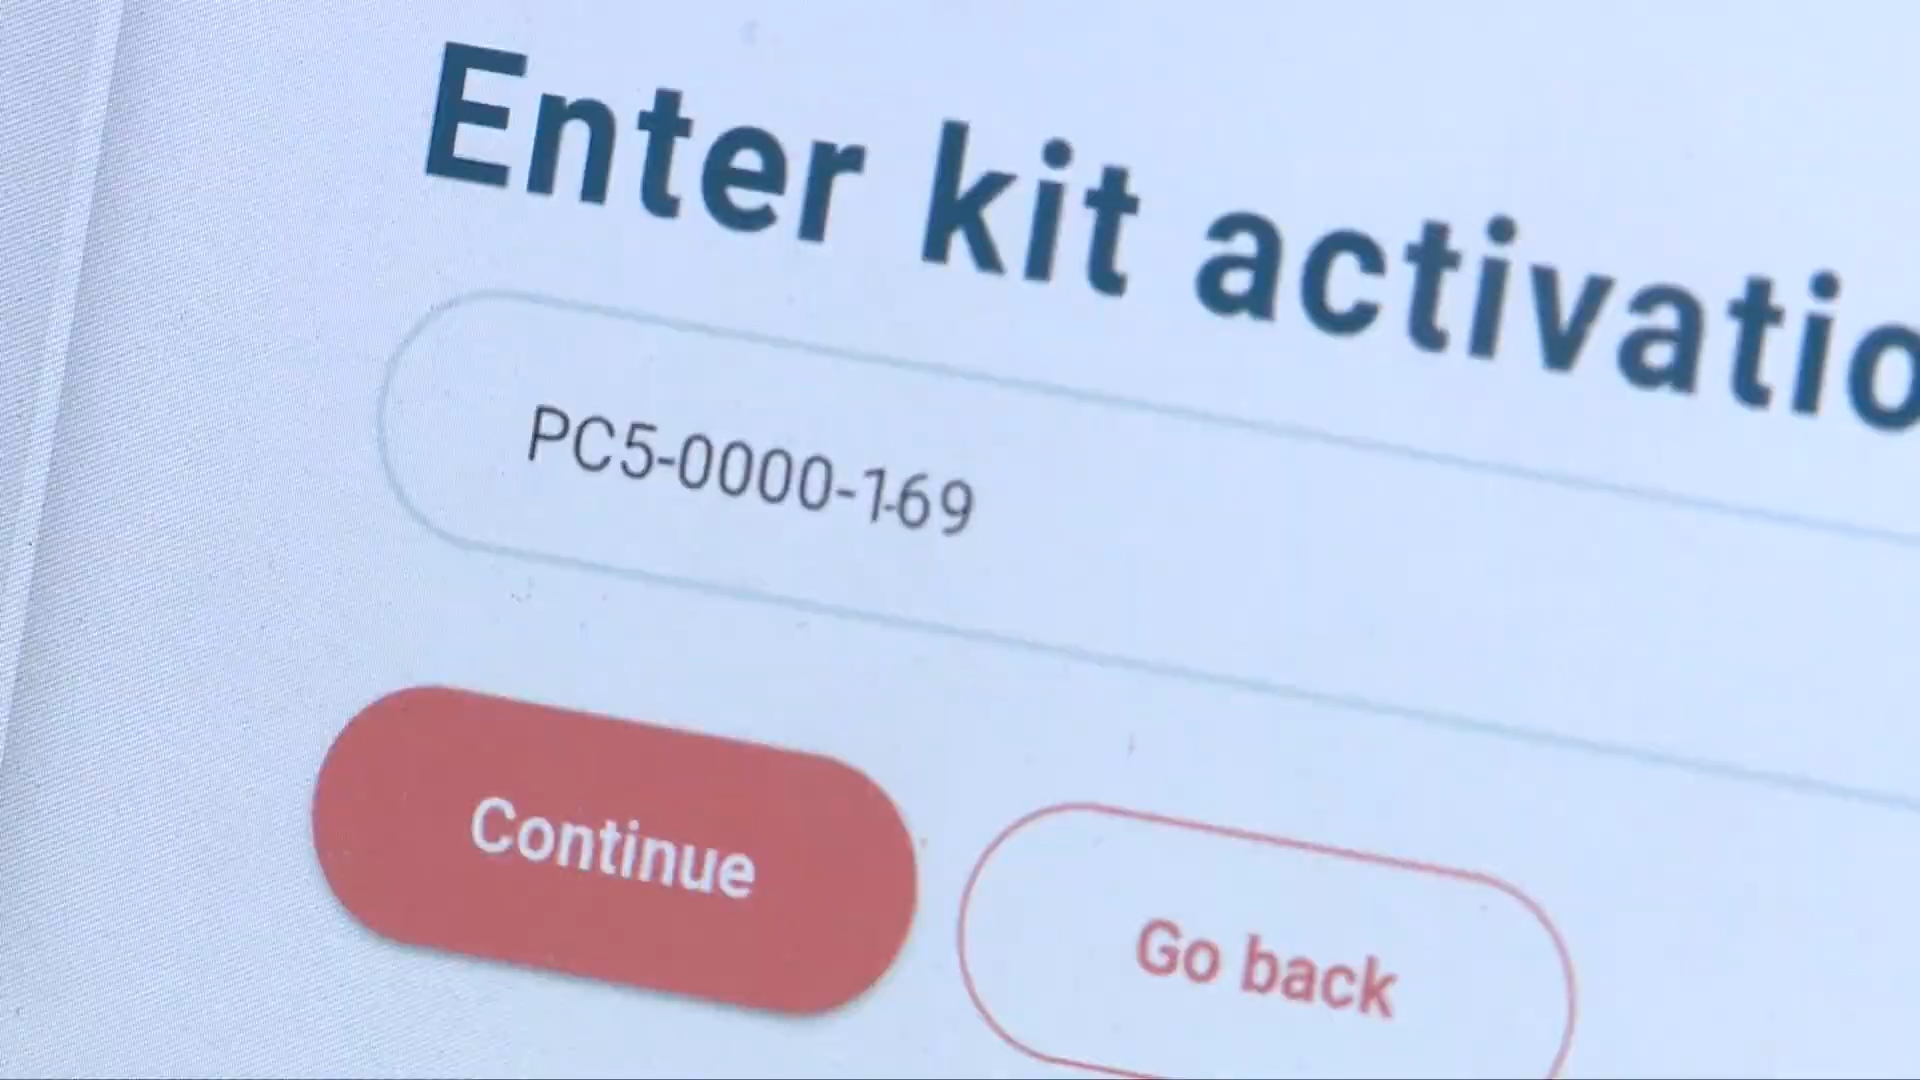 Enter kit activatio
PC5-0000-1-69
Continue
Go back